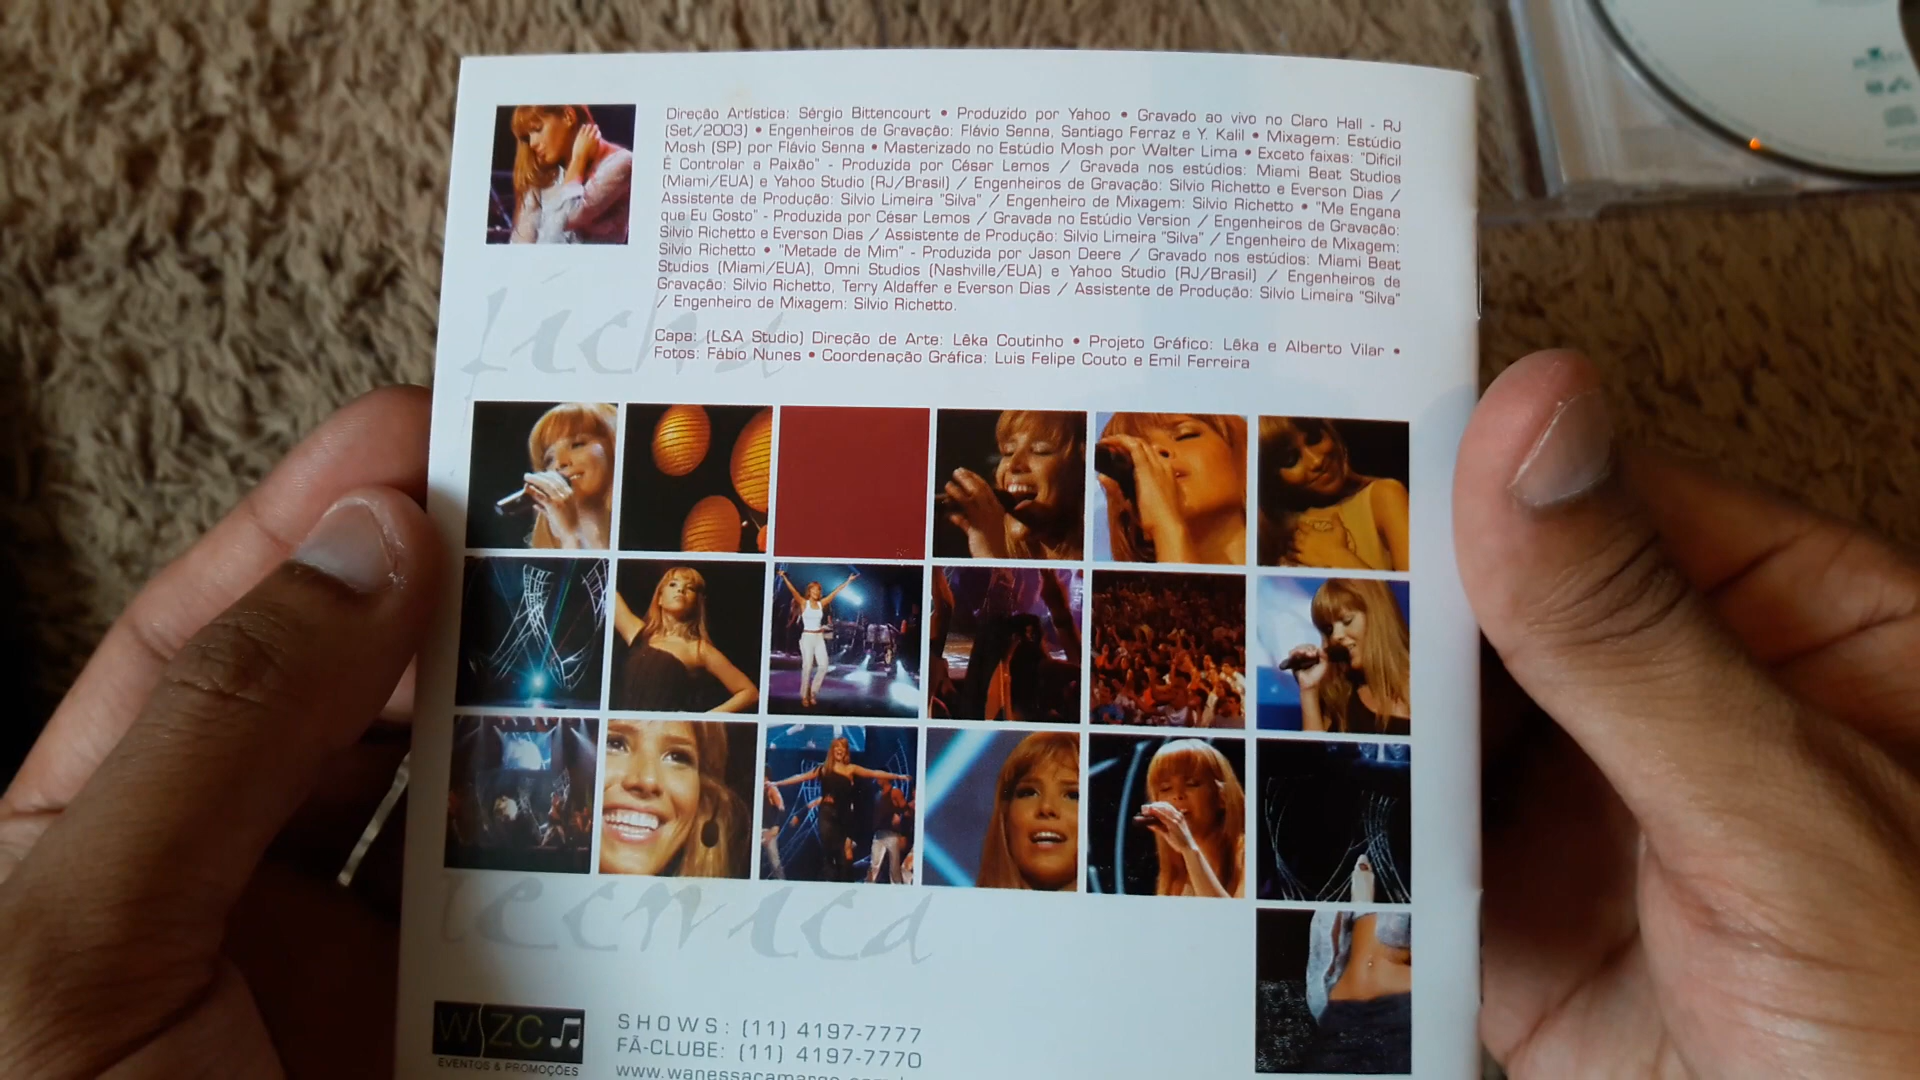 Direção Artística: Sérgio Bittencourt • Produzido por Yahoo • Gravado ao vivo no Claro Hall - RJ
(Set/2003) • Engenheiros de Gravação: Flávio Senna, Santiago Ferraz e Y. Kalil • Mixagem: Estúdio
Mosh (SP) por Flávio Senna • Masterizado no Estúdio Mosh por Walter Lima • Exceto faixas: "Difícil
É Controlar a Paixão" - Produzida por César Lemos / Gravada nos estúdios: Miami Beat Studios
(Miami/EUA) e Yahoo Studio (RJ/Brasil) / Engenheiros de Gravação: Silvio Richetto e Everson Dias /
Assistente de Produção: Silvio Limeira "Silva" / Engenheiro de Mixagem: Silvio Richetto • "Me Engana
que Eu Gosto" - Produzida por César Lemos / Gravada no Estúdio Version / Engenheiros de Gravação:
Silvio Richetto e Everson Dias / Assistente de Produção: Silvio Limeira "Silva" / Engenheiro de Mixagem:
Silvio Richetto • "Metade de Mim" - Produzida por Jason Deere / Gravado nos estúdios: Miami Beat
Studios (Miami/EUA), Omni Studios (Nashville/EUA) e Yahoo Studio (RJ/Brasil) / Engenheiros de
Gravação: Silvio Richetto, Terry Aldaffer e Everson Dias / Assistente de Produção: Silvio Limeira "Silva"
/ Engenheiro de Mixagem: Silvio Richetto.
Capa: (L&A Studio) Direção de Arte: Lêka Coutinho • Projeto Gráfico: Lêka e Alberto Vilar •
Fotos: Fábio Nunes • Coordenação Gráfica: Luis Felipe Couto e Emil Ferreira
ficha
tecnica
WZC
EVENTOS & PROMOÇÕES
SHOWS: (11) 4197-7777
FÃ-CLUBE: (11) 4197-7770
www.wanessacamargo.com.br